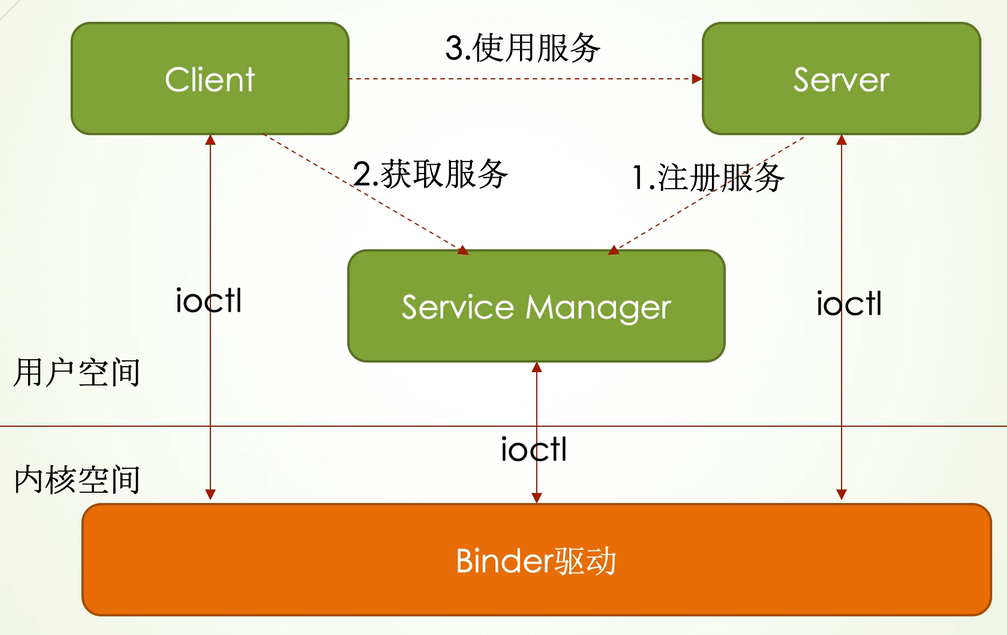 Client
3.使用服务
Server
2.获取服务
1.注册服务
ioctl
Service Manager
ioctl
用户空间
ioctl
内核空间
Binder驱动